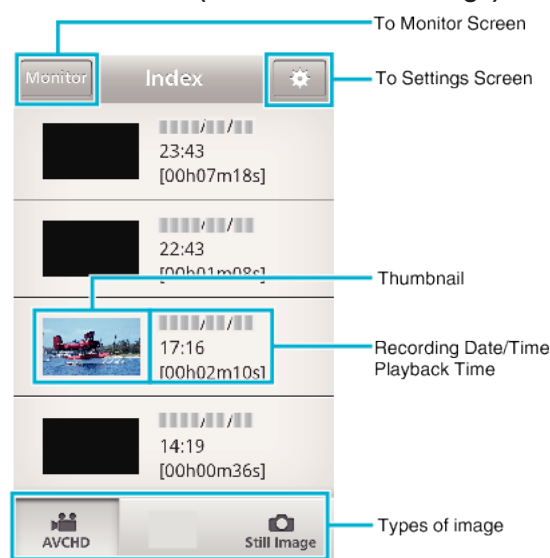 To Monitor Screen
Monitor
Index
To Settings Screen
23:43
[00h07m18s]
22:43
[00h01m08s]
Thumbnail
17:16
[00h02m10s]
Recording Date/Time
Playback Time
14:19
[00h00m36s]
AVCHD
Still Image
Types of image